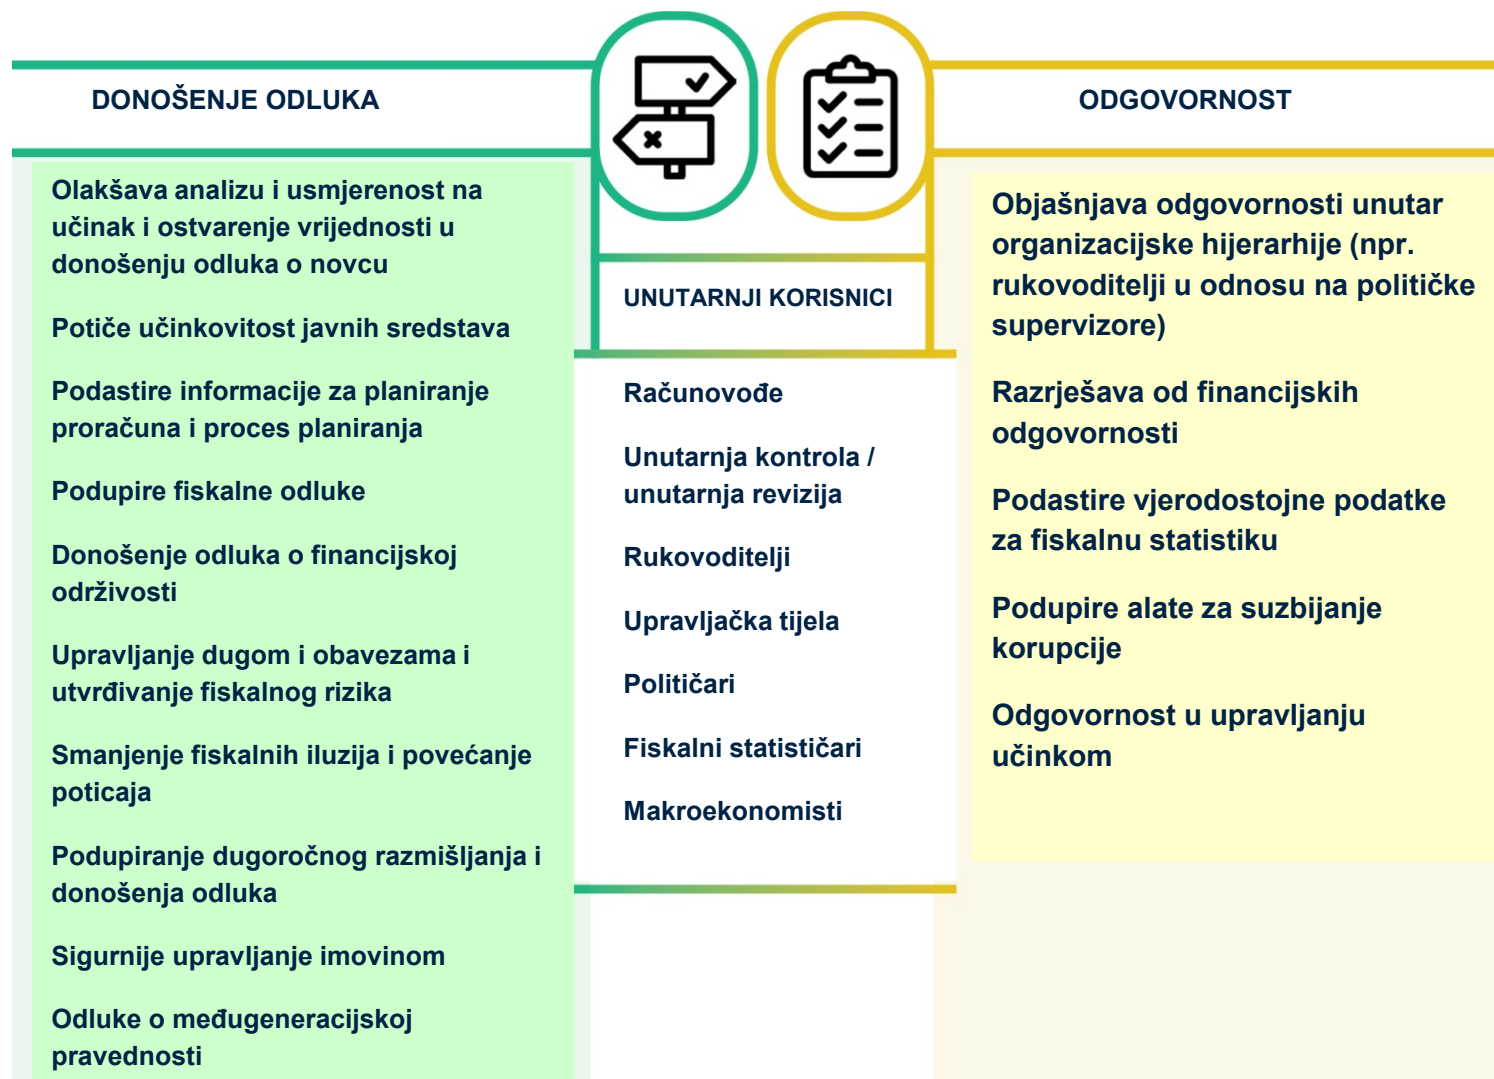 DONOŠENJE ODLUKA
Olakšava analizu i usmjerenost na
učinak i ostvarenje vrijednosti u
donošenju odluka o novcu
Potiče učinkovitost javnih sredstava
Podastire informacije za planiranje
proračuna i proces planiranja
Podupire fiskalne odluke
Donošenje odluka o financijskoj
održivosti
Upravljanje dugom i obavezama i
utvrđivanje fiskalnog rizika
Smanjenje fiskalnih iluzija i povećanje
poticaja
Podupiranje dugoročnog razmišljanja i
donošenja odluka
Sigurnije upravljanje imovinom
Odluke o međugeneracijskoj
pravednosti
UNUTARNJI KORISNICI
Računovođe
Unutarnja kontrola /
unutarnja revizija
Rukovoditelji
Upravljačka tijela
Političari
Fiskalni statističari
Makroekonomisti
ODGOVORNOST
Objašnjava odgovornosti unutar
organizacijske hijerarhije (npr.
rukovoditelji u odnosu na političke
supervizore)
Razrješava od financijskih
odgovornosti
Podastire vjerodostojne podatke
za fiskalnu statistiku
Podupire alate za suzbijanje
korupcije
Odgovornost u upravljanju
učinkom